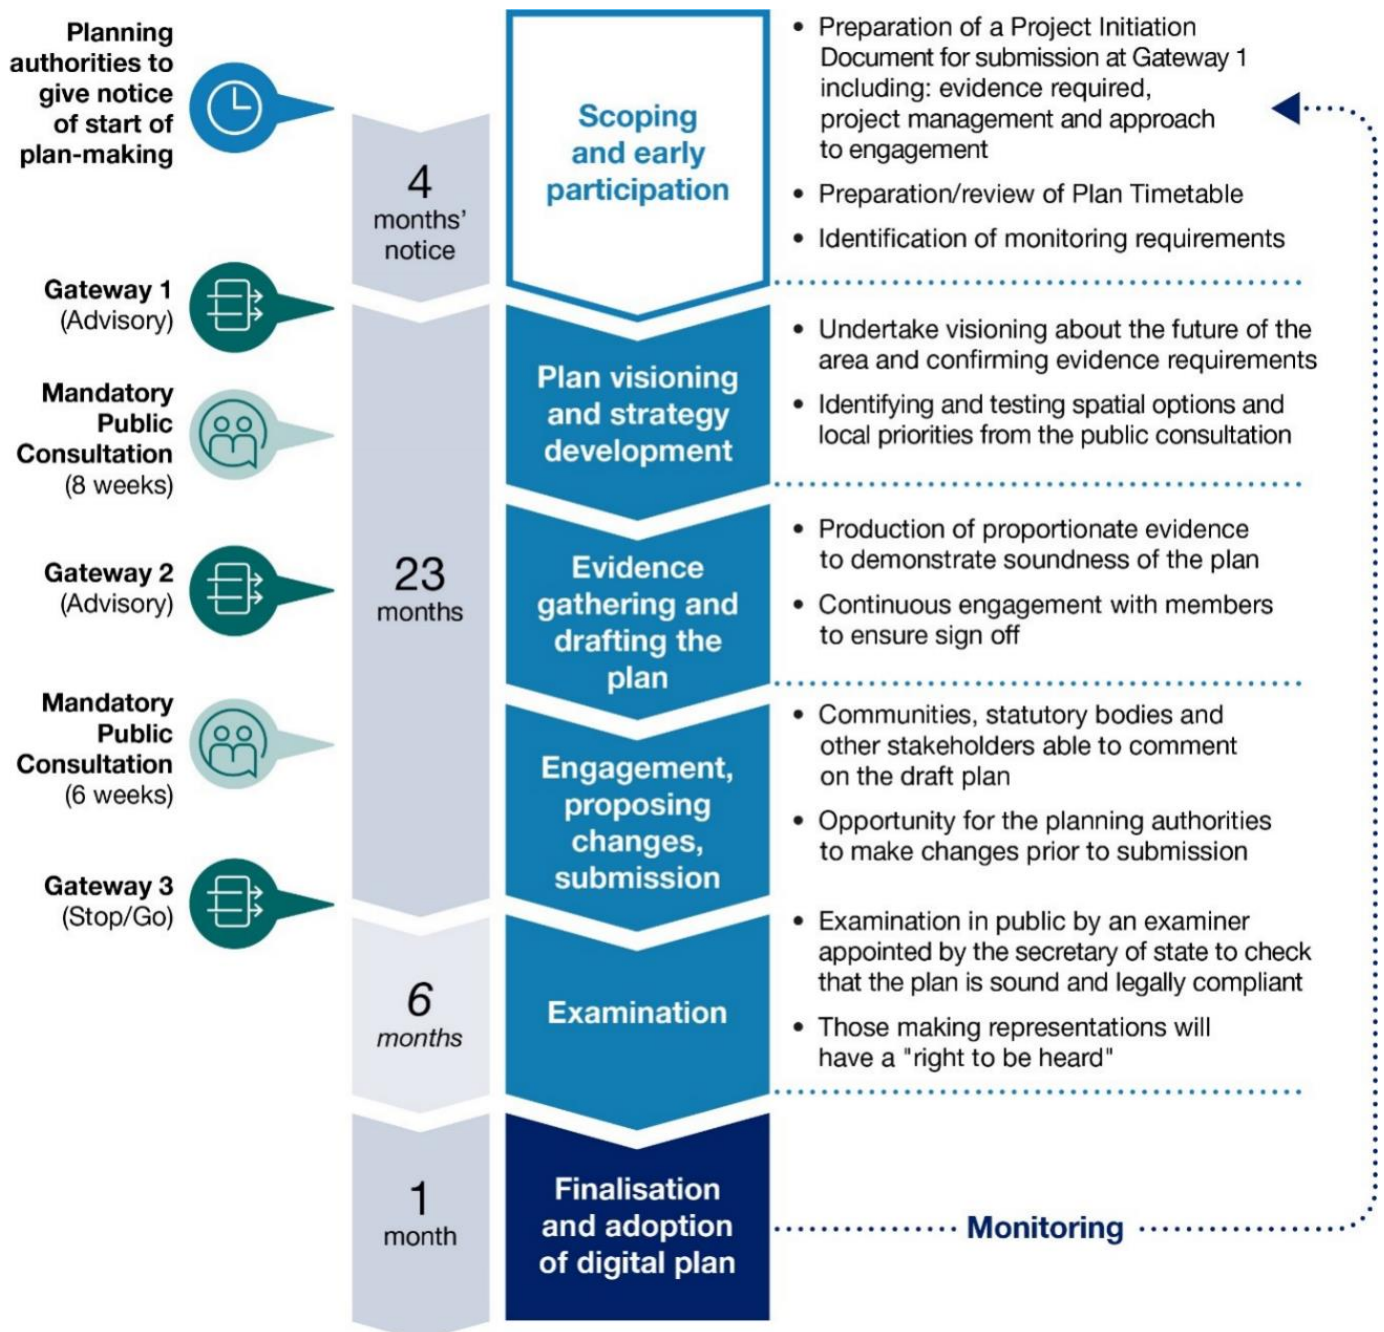 Planning
authorities to
give notice
of start of
plan-making
4
months'
notice
Scoping
and early
participation
• Preparation of a Project Initiation
Document for submission at Gateway 1
including: evidence required,
project management and approach
to engagement
• Preparation/review of Plan Timetable
• Identification of monitoring requirements
Gateway 1
(Advisory)
Mandatory
Public
Consultation
(8 weeks)
Plan visioning
and strategy
development
• Undertake visioning about the future of the
area and confirming evidence requirements
• Identifying and testing spatial options and
local priorities from the public consultation
Gateway 2
(Advisory)
23
months
Evidence
gathering and
drafting the
plan
• Production of proportionate evidence
to demonstrate soundness of the plan
• Continuous engagement with members
to ensure sign off
Mandatory
Public
Consultation
(6 weeks)
Engagement,
proposing
changes,
submission
• Communities, statutory bodies and
other stakeholders able to comment
on the draft plan
• Opportunity for the planning authorities
to make changes prior to submission
Gateway 3
(Stop/Go)
6
months
Examination
• Examination in public by an examiner
appointed by the secretary of state to check
that the plan is sound and legally compliant
• Those making representations will
have a "right to be heard"
1
month
Finalisation
and adoption
of digital plan
Monitoring